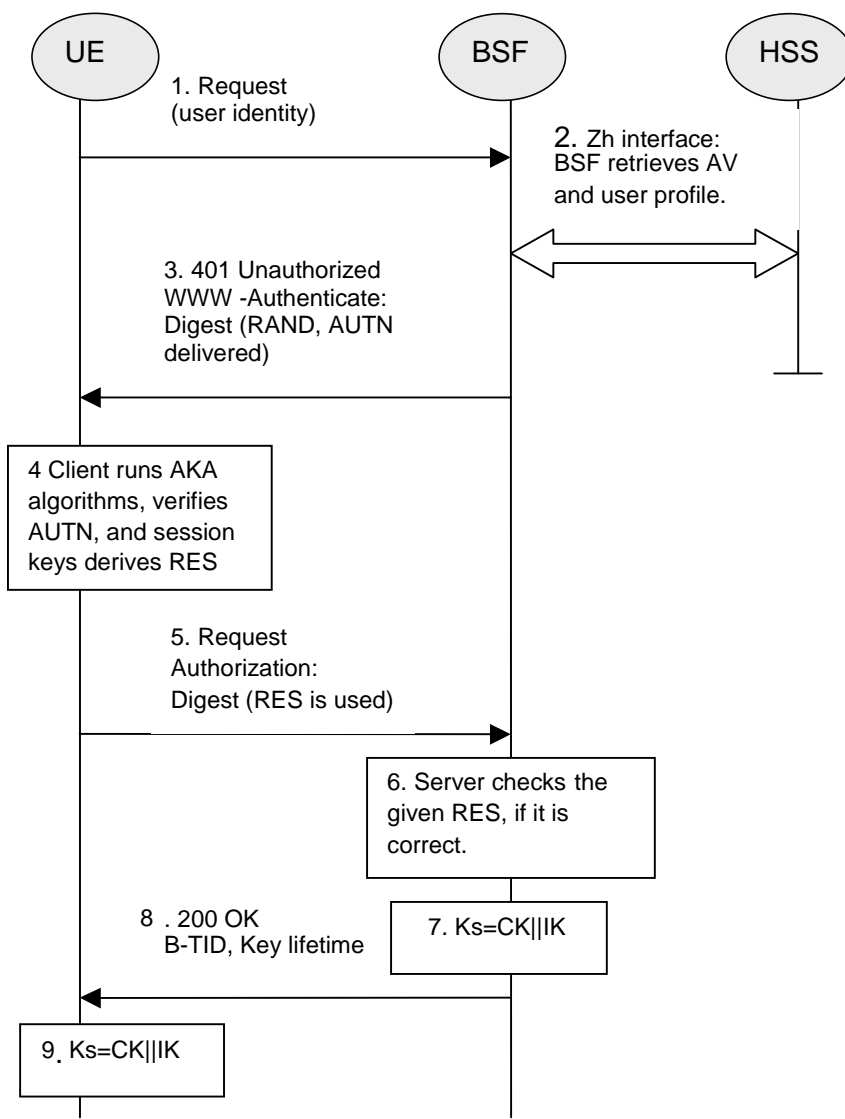 UE
BSF
HSS
1. Request
(user identity)
2. Zh interface:
BSF retrieves AV
and user profile.
3. 401 Unauthorized
WWW -Authenticate:
Digest (RAND, AUTN
delivered)
4 Client runs AKA
algorithms, verifies
AUTN, and session
keys derives RES
5. Request
Authorization:
Digest (RES is used)
6. Server checks the
given RES, if it is
correct.
7. Ks=CK||IK
8 . 200 OK
B-TID, Key lifetime
9. Ks=CK||IK